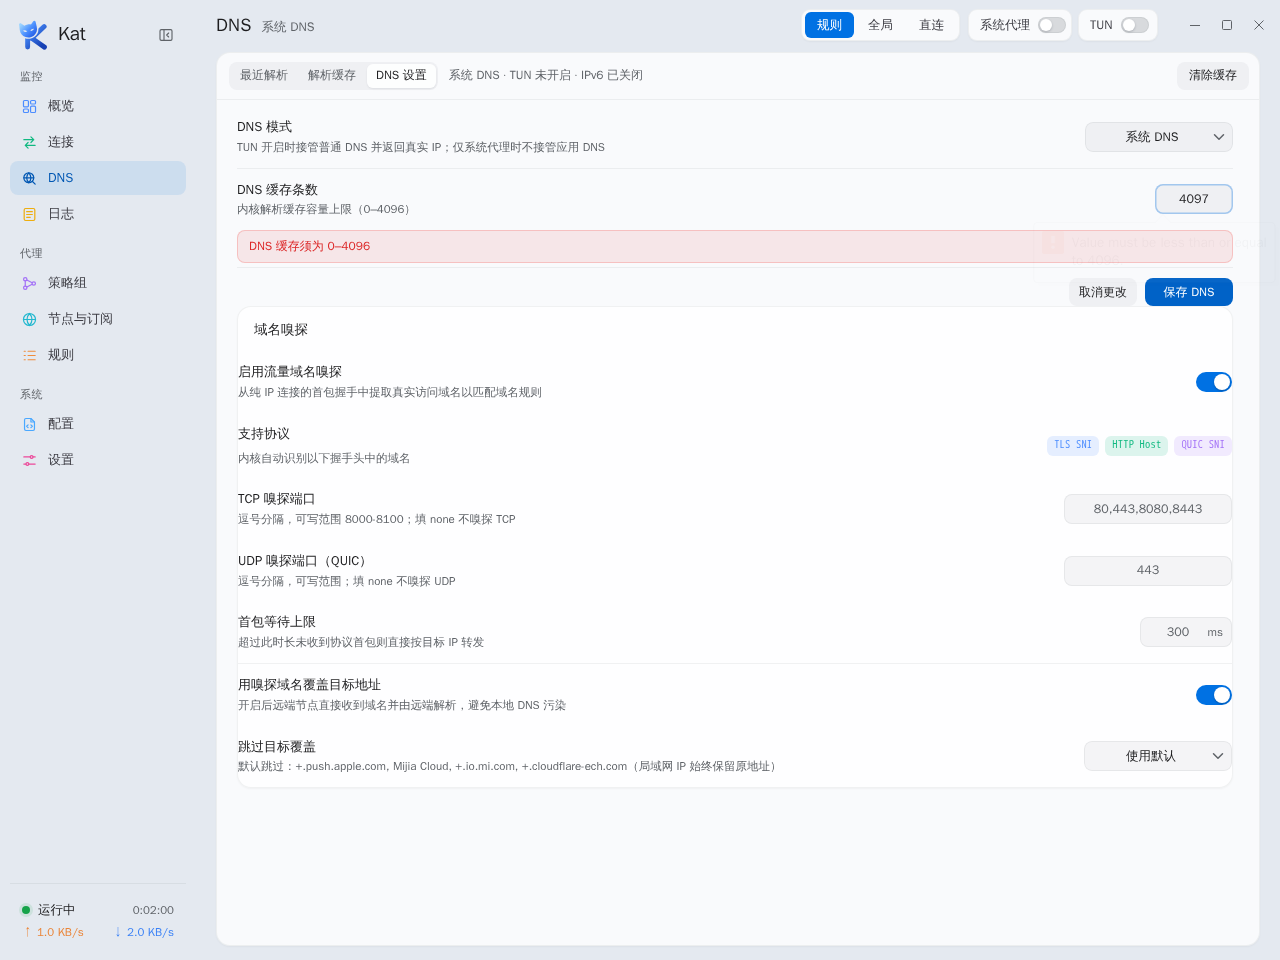 Kat
监控
概览
连接
DNS
日志
代理
策略组
节点与订阅
规则
系统
配置
设置
运行中
0:02:00
↑ 1.0 KB/s
↓ 2.0 KB/s
DNS 系统 DNS
规则 全局 直连
系统代理
TUN
最近解析 解析缓存 DNS 设置 系统 DNS · TUN 未开启 · IPv6 已关闭
清除缓存
DNS 模式
TUN 开启时接管普通 DNS 并返回真实 IP；仅系统代理时不接管应用 DNS
系统 DNS
DNS 缓存条数
内核解析缓存容量上限（0–4096）
4097
DNS 缓存须为 0–4096
Value must be less than or equal
取消更改 保存 DNS
域名嗅探
启用流量域名嗅探
从纯 IP 连接的首包握手中提取真实访问域名以匹配域名规则
支持协议
内核自动识别以下握手头中的域名
TLS SNI HTTP Host QUIC SNI
TCP 嗅探端口
逗号分隔，可写范围 8000-8100；填 none 不嗅探 TCP
80,443,8080,8443
UDP 嗅探端口（QUIC）
逗号分隔，可写范围；填 none 不嗅探 UDP
443
首包等待上限
超过此时长未收到协议首包则直接按目标 IP 转发
300 ms
用嗅探域名覆盖目标地址
开启后远端节点直接收到域名并由远端解析，避免本地 DNS 污染
跳过目标覆盖
默认跳过：+.push.apple.com, Mijia Cloud, +.io.mi.com, +.cloudflare-ech.com（局域网 IP 始终保留原地址）
使用默认